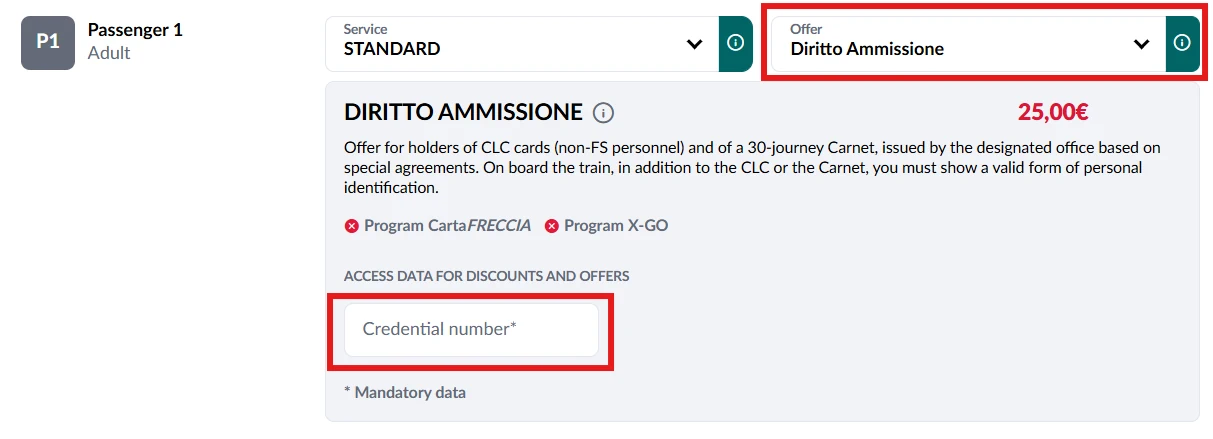 P1
Passenger 1
Adult
Service
STANDARD
Offer
Diritto Ammissione
DIRITTO AMMISSIONE
25,00€
Offer for holders of CLC cards (non-FS personnel) and of a 30-journey Carnet, issued by the designated office based on
special agreements. On board the train, in addition to the CLC or the Carnet, you must show a valid form of personal
identification.
Program CartaFRECCIA Program X-GO
ACCESS DATA FOR DISCOUNTS AND OFFERS
Credential number*
* Mandatory data